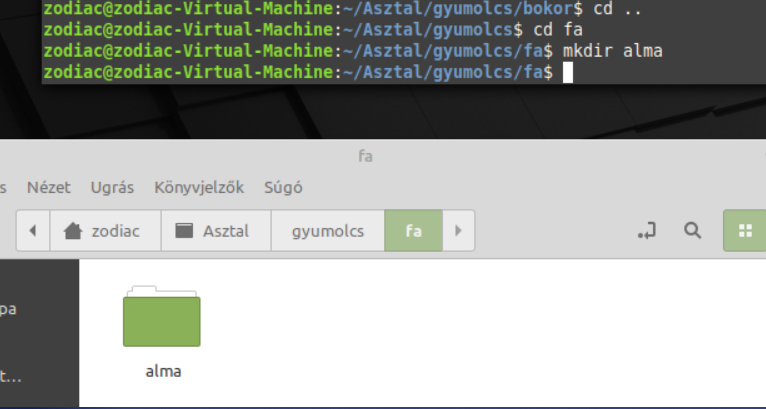 zodiac@zodiac-Virtual-Machine:~/Asztal/gyumolcs/bokor$ cd ..
zodiac@zodiac-Virtual-Machine:~/Asztal/gyumolcs$ cd fa
zodiac@zodiac-Virtual-Machine:~/Asztal/gyumolcs/fa$ mkdir alma
zodiac@zodiac-Virtual-Machine:~/Asztal/gyumolcs/fa$
fa
Nézet Ugrás Könyvjelzők Súgó
zodiac Asztal gyumolcs fa
alma